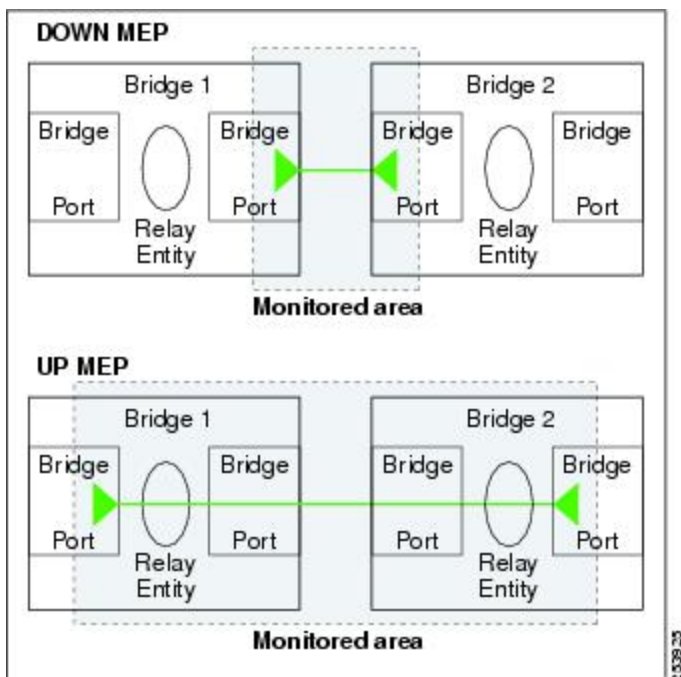 DOWN MEP
Bridge 1
Bridge 2
Bridge
Port
Relay
Entity
Bridge
Port
Bridge
Port
Relay
Entity
Bridge
Port
Monitored area
UP MEP
Bridge 1
Bridge 2
Bridge
Port
Relay
Entity
Bridge
Port
Bridge
Port
Relay
Entity
Bridge
Port
Monitored area